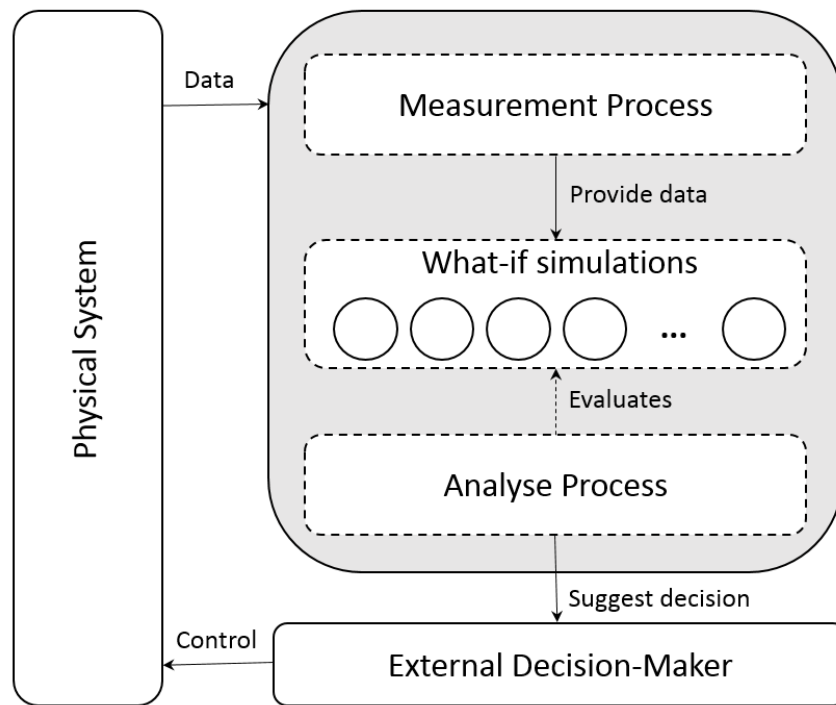 Physical System
Data
Measurement Process
Provide data
What-if simulations
...
Evaluates
Analyse Process
Suggest decision
Control
External Decision-Maker